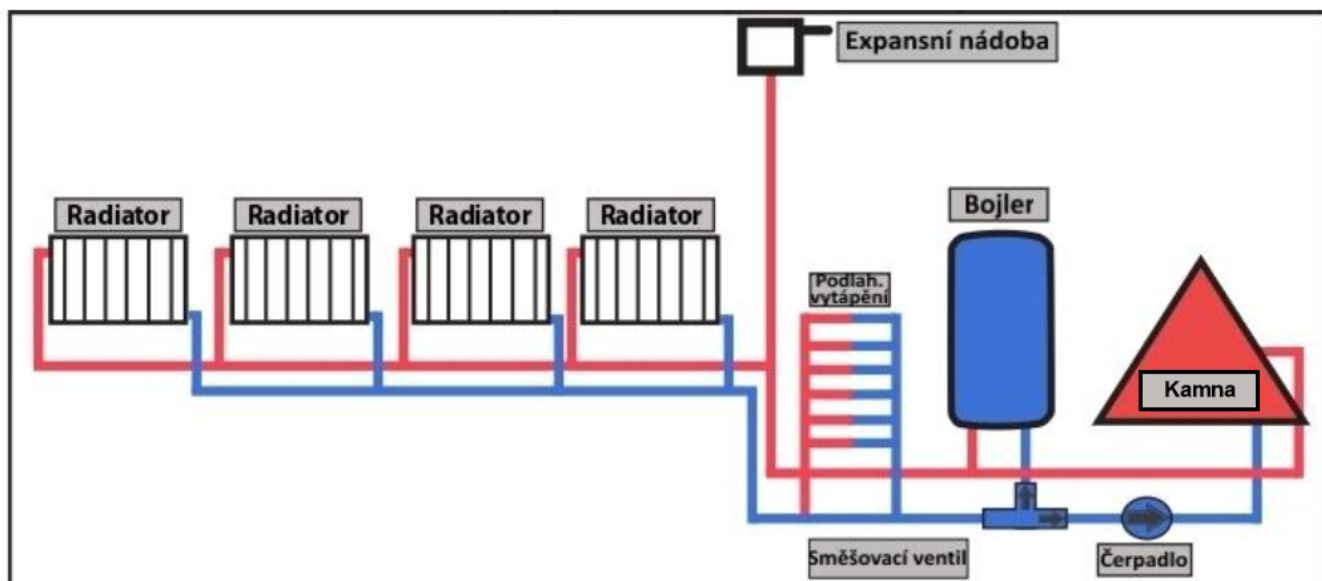 Expansní nádoba
Radiator
Radiator
Radiator
Radiator
Bojler
Podlah.
vytápění
Kamna
Směšovací ventil
Čerpadlo